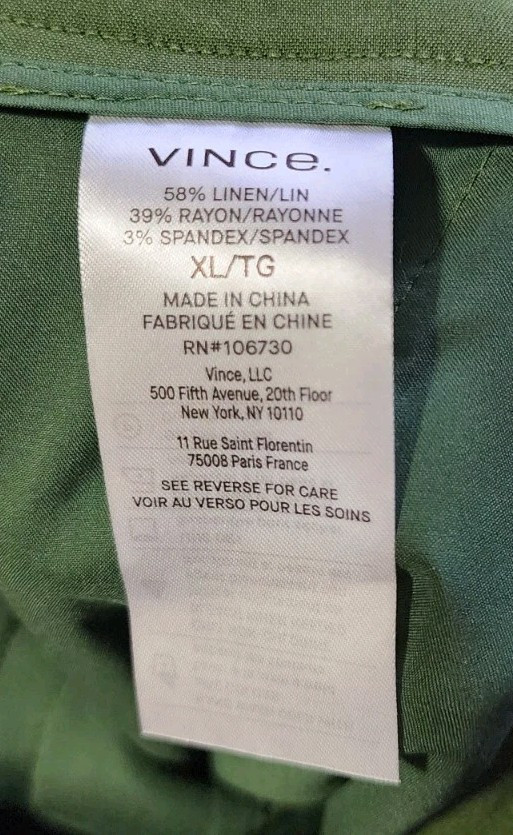 VINCE.
58% LINEN/LIN
39% RAYON/RAYONNE
3% SPANDEX/SPANDEX
XL/TG
MADE IN CHINA
FABRIQUÉ EN CHINE
RN#106730
Vince, LLC
500 Fifth Avenue, 20th Floor
New York, NY 10110
11 Rue Saint Florentin
75008 Paris France
SEE REVERSE FOR CARE
VOIR AU VERSO POUR LES SOINS